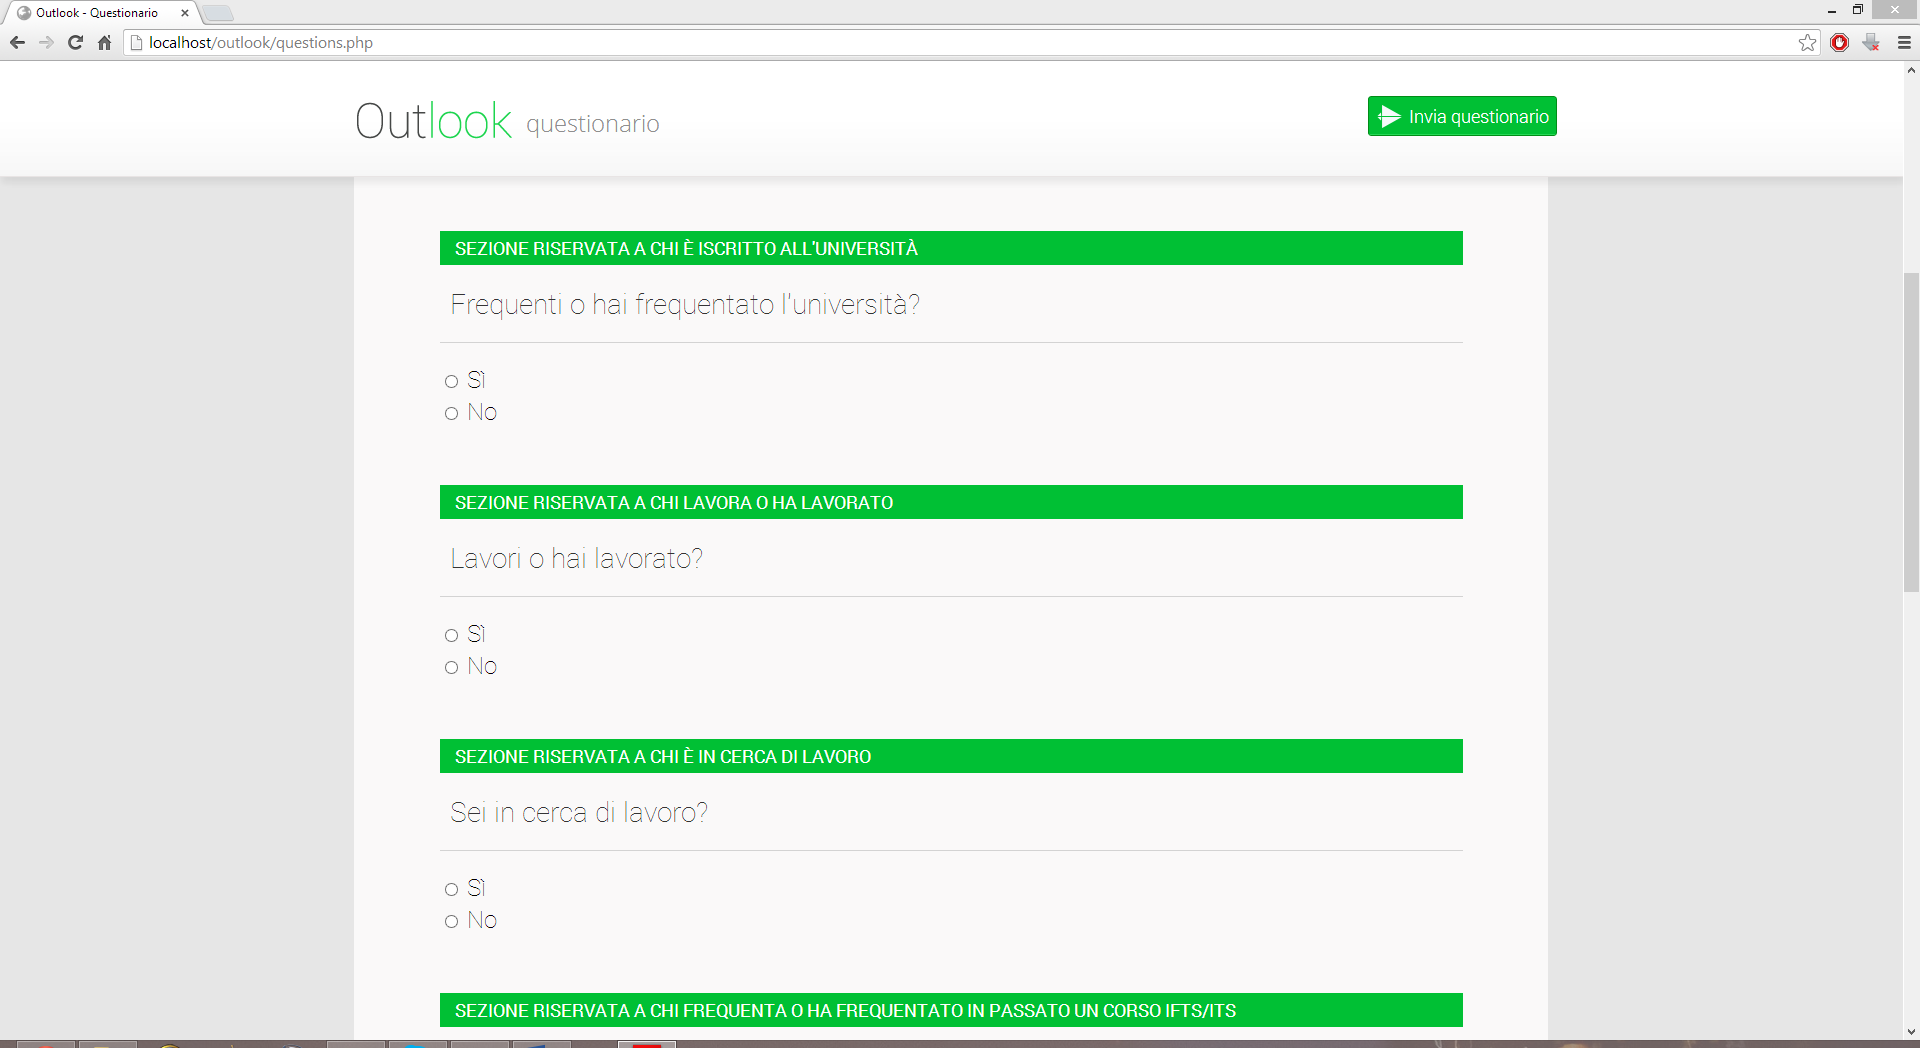 Outlook - Questionario
localhost/outlook/questions.php
Outlook questionario
Invia questionario
SEZIONE RISERVATA A CHI È ISCRITTO ALL'UNIVERSITÀ
Frequenti o hai frequentato l'università?
Sì
No
SEZIONE RISERVATA A CHI LAVORA O HA LAVORATO
Lavori o hai lavorato?
Sì
No
SEZIONE RISERVATA A CHI È IN CERCA DI LAVORO
Sei in cerca di lavoro?
Sì
No
SEZIONE RISERVATA A CHI FREQUENTA O HA FREQUENTATO IN PASSATO UN CORSO IFTS/ITS